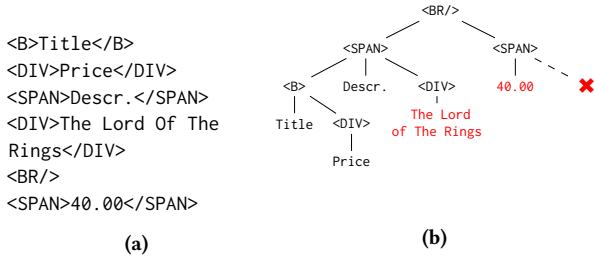 <B>Title</B>
<DIV>Price</DIV>
<SPAN>Descr.</SPAN>
<DIV>The Lord Of The
Rings</DIV>
<BR/>
<SPAN>40.00</SPAN>
(a)
<BR/>
<SPAN> <SPAN>
<B> Descr. <DIV> 40.00
Title <DIV> The Lord
of The Rings
Price
(b)